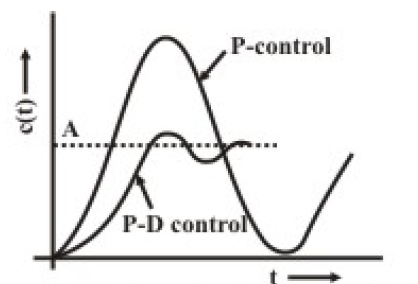 P-control
c(t)
A
P-D control
t